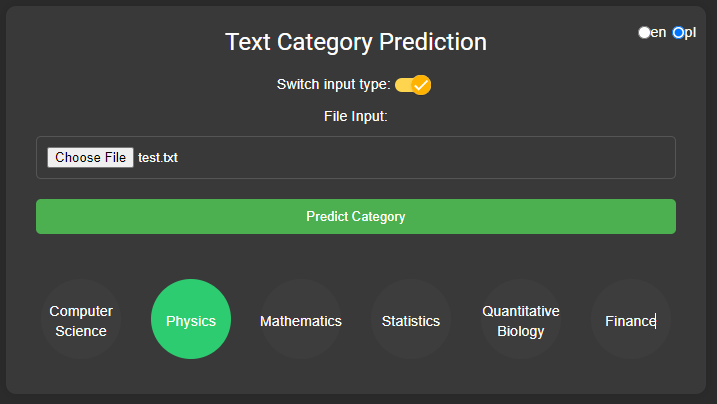 Text Category Prediction
en pl
Switch input type:
File Input:
Choose File test.txt
Predict Category
Computer
Science
Physics
Mathematics
Statistics
Quantitative
Biology
Finance